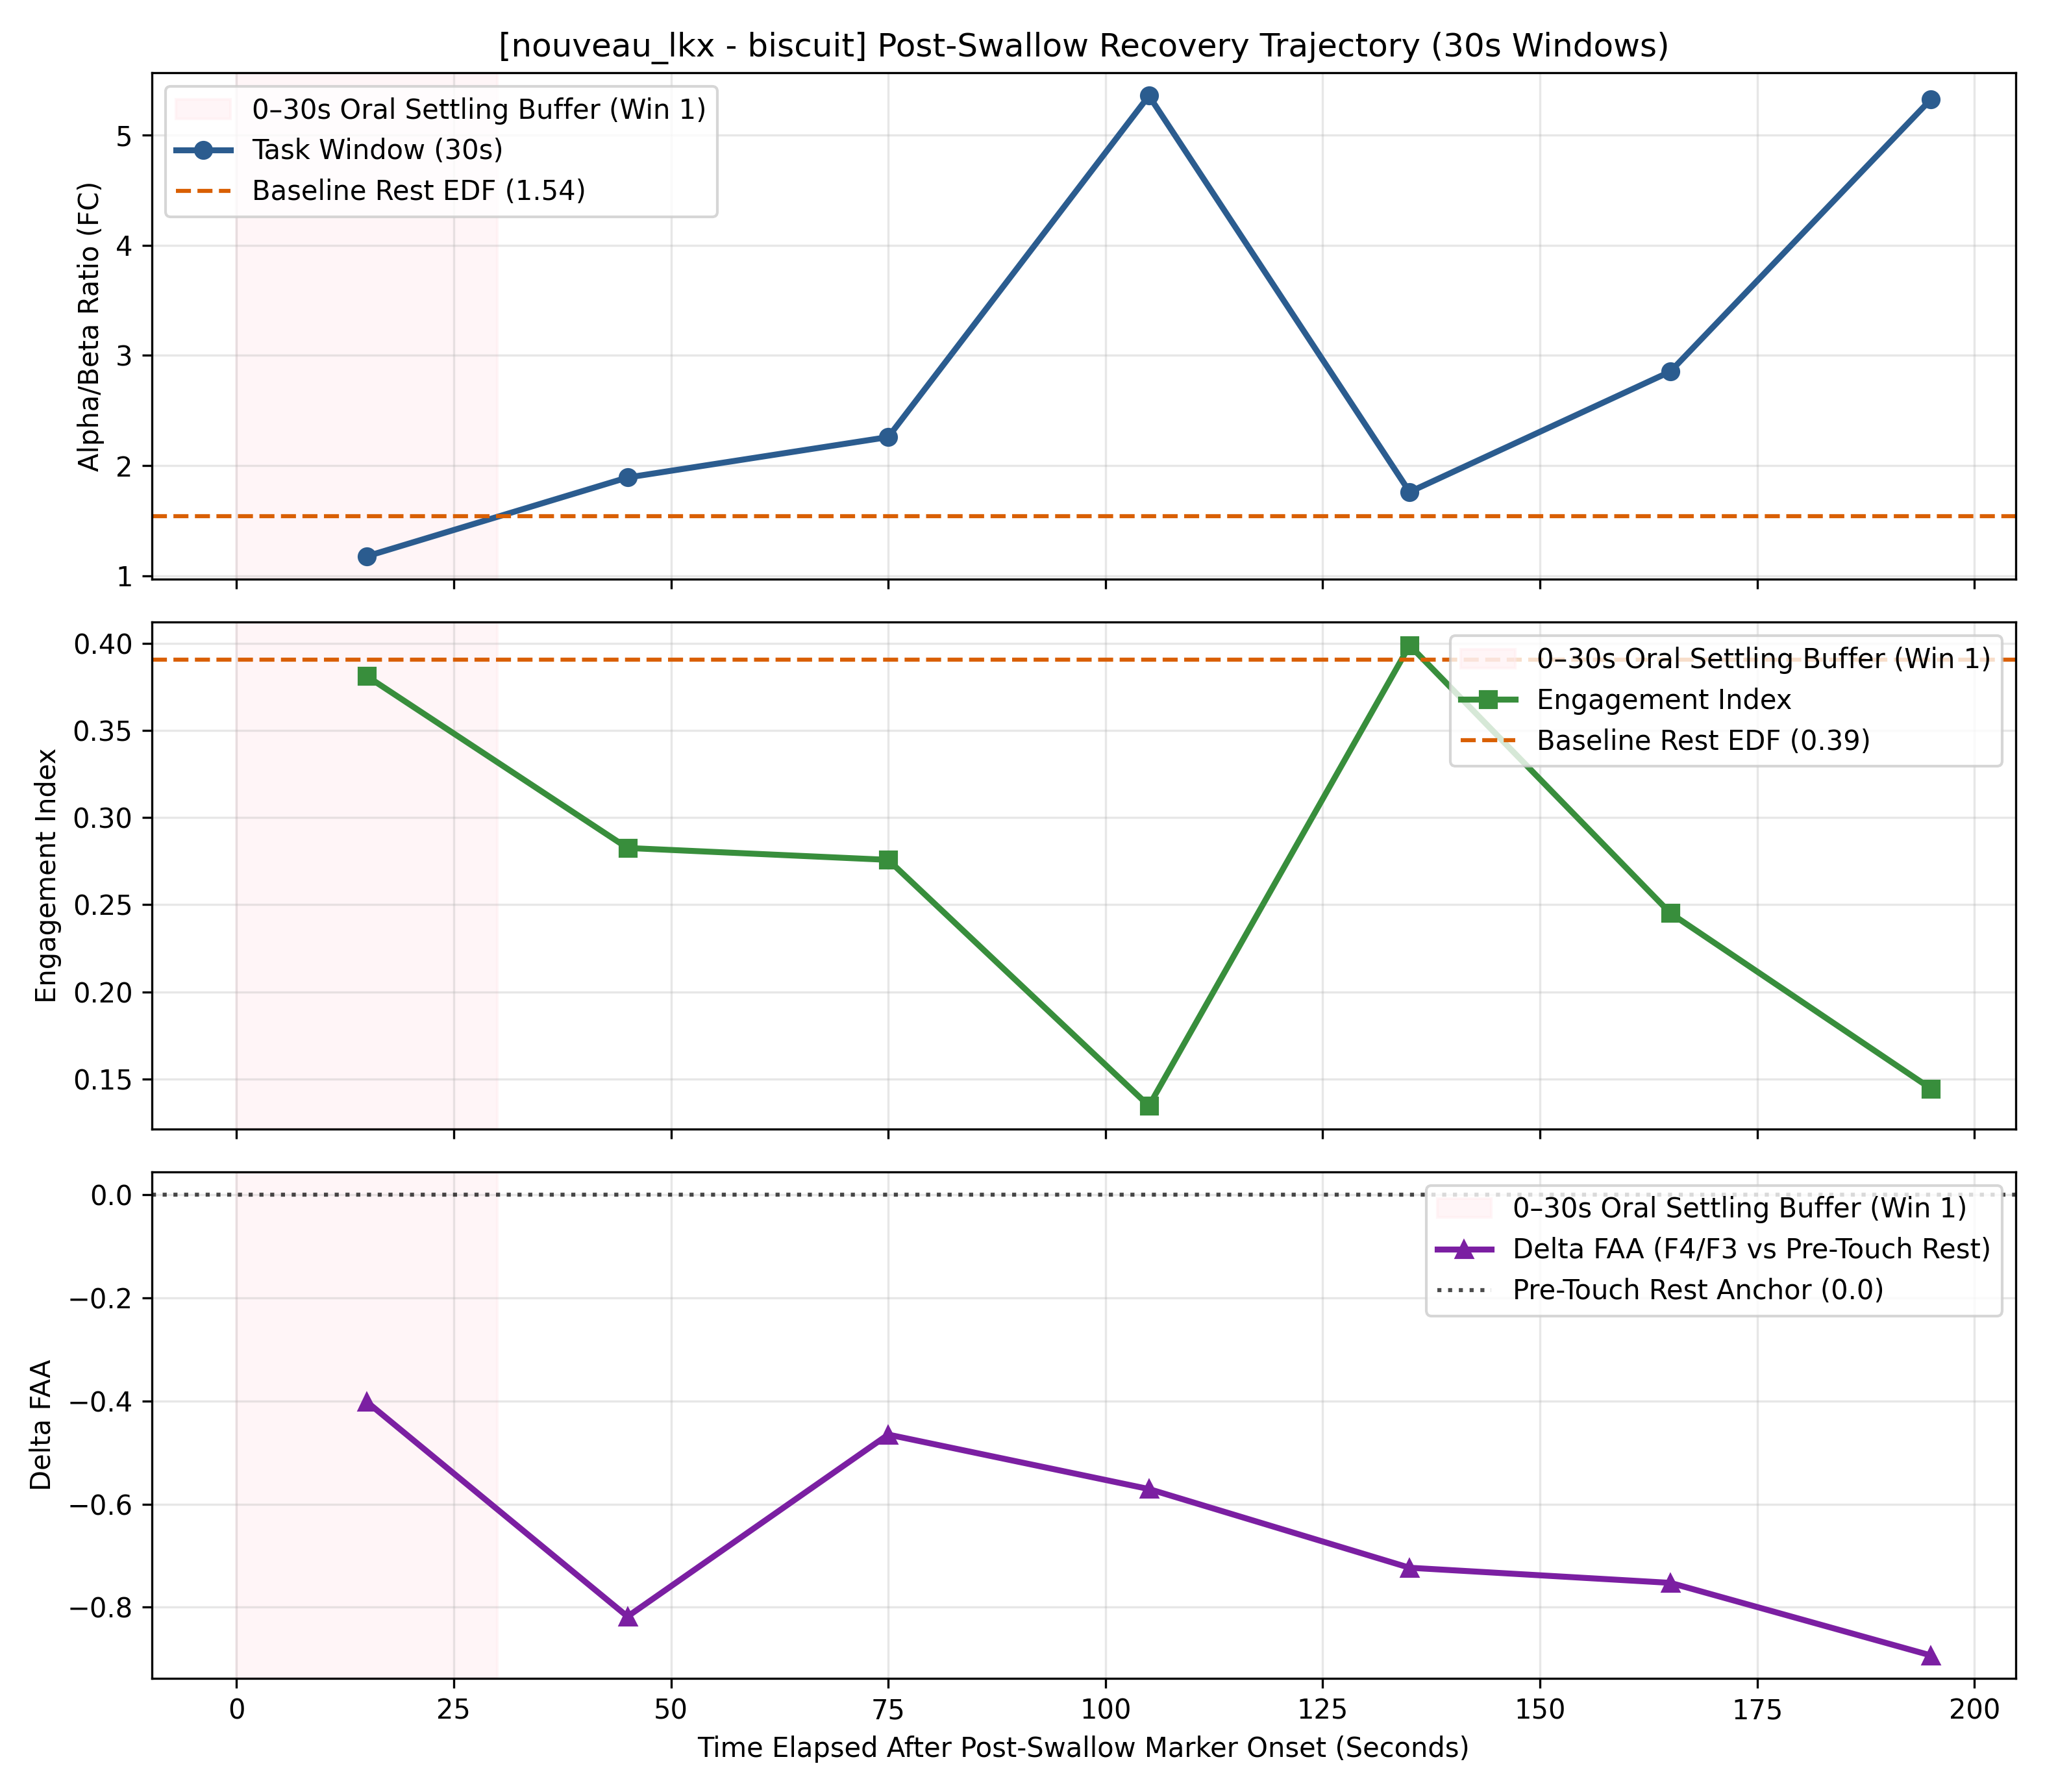 [nouveau_lkx - biscuit] Post-Swallow Recovery Trajectory (30s Windows)
0–30s Oral Settling Buffer (Win 1)
Task Window (30s)
Baseline Rest EDF (1.54)
Alpha/Beta Ratio (FC)
5
4
3
2
1
0–30s Oral Settling Buffer (Win 1)
Engagement Index
Baseline Rest EDF (0.39)
Engagement Index
0.40
0.35
0.30
0.25
0.20
0.15
0–30s Oral Settling Buffer (Win 1)
Delta FAA (F4/F3 vs Pre-Touch Rest)
Pre-Touch Rest Anchor (0.0)
Delta FAA
0.0
−0.2
−0.4
−0.6
−0.8
0 25 50 75 100 125 150 175 200
Time Elapsed After Post-Swallow Marker Onset (Seconds)